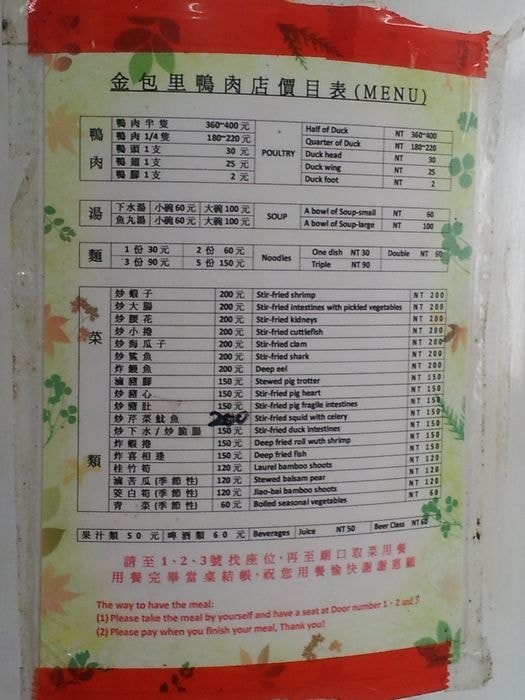 金包里鴨肉店價目表(MENU)
鴨肉 鴨肉半隻 360~400元 POULTRY Half of Duck NT 360~400
鴨肉1/4隻 180~220元 Quarter of Duck NT 180~220
鴨頭1支 30元 Duck head NT 30
鴨翅1支 25元 Duck wing NT 25
鴨腳1支 2元 Duck foot NT 2
湯 下水湯 小碗60元 大碗100元 SOUP A bowl of Soup-small NT 60
魚丸湯 小碗60元 大碗100元 A bowl of Soup-large NT 100
麵 1份30元 2份 60元 Noodles One dish NT 30 Double NT 60
3份90元 5份 150元 Triple NT 90
菜類 炒蝦子 200元 Stir-fried shrimp NT 200
炒大腸 200元 Stir-fried intestines with pickled vegetables NT 200
炒腰花 200元 Stir-fried kidneys NT 200
炒小捲 200元 Stir-fried cuttlefish NT 200
炒海瓜子 200元 Stir-fried clam NT 200
炒鯊魚 200元 Stir-fried shark NT 200
炸鰻魚 200元 Deep eel NT 200
滷豬腳 150元 Stewed pig trotter NT 150
炒豬心 150元 Stir-fried pig heart NT 150
炒豬肚 150元 Stir-fried pig fragile intestines NT 150
炒芹菜魷魚 200元 Stir-fried squid with celery NT 150
炒下水/炒脆腸 150元 Stir-fried duck intestines NT 150
炸蝦捲 150元 Deep fried roll wuth shrimp NT 150
炸喜相逢 150元 Deep fried fish NT 150
桂竹筍 120元 Laurel bamboo shoots NT 120
滷苦瓜(季節性) 120元 Stewed balsam pear NT 120
茭白筍(季節性) 120元 Jiao-bai bamboo shoots NT 120
青菜(季節性) 60元 Boiled seasonal vegetables NT 60
果汁類50元 啤酒類60元 Beverages Juice NT 50 Beer Class NT 60
請至1、2、3號找座位,再至廟口取菜用餐
用餐完畢當桌結帳,祝您用餐愉快謝謝惠顧
The way to have the meal:
(1) Please take the meal by yourself and have a seat at Door number 1、2 and 3
(2) Please pay when you finish your meal, Thank you!